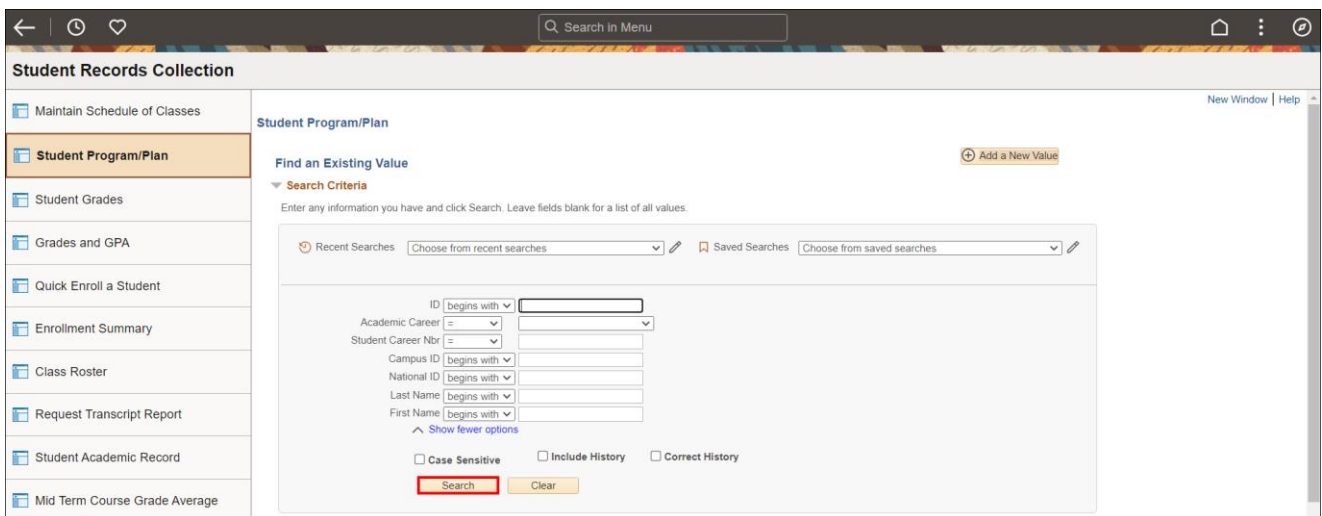 Search in Menu
Student Records Collection
Maintain Schedule of Classes
Student Program/Plan
Student Grades
Grades and GPA
Quick Enroll a Student
Enrollment Summary
Class Roster
Request Transcript Report
Student Academic Record
Mid Term Course Grade Average
New Window | Help
Student Program/Plan
Find an Existing Value
Add a New Value
Search Criteria
Enter any information you have and click Search. Leave fields blank for a list of all values.
Recent Searches Choose from recent searches Saved Searches Choose from saved searches
ID begins with
Academic Career =
Student Career Nbr =
Campus ID begins with
National ID begins with
Last Name begins with
First Name begins with
Show fewer options
Case Sensitive Include History Correct History
Search Clear